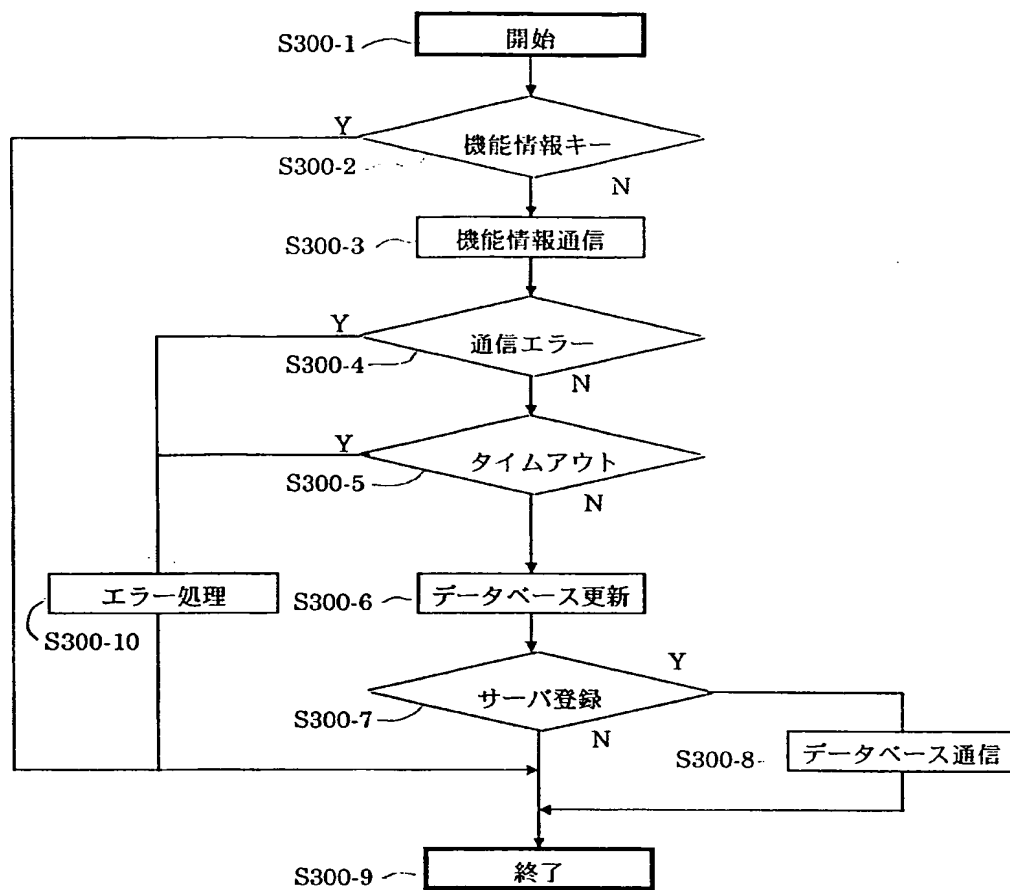 開始
S300-1
Y
機能情報キー
S300-2
N
機能情報通信
S300-3
Y
通信エラー
S300-4
N
Y
タイムアウト
S300-5
N
エラー処理
S300-6
データベース更新
S300-10
Y
サーバ登録
S300-7
N
S300-8
データベース通信
S300-9
終了